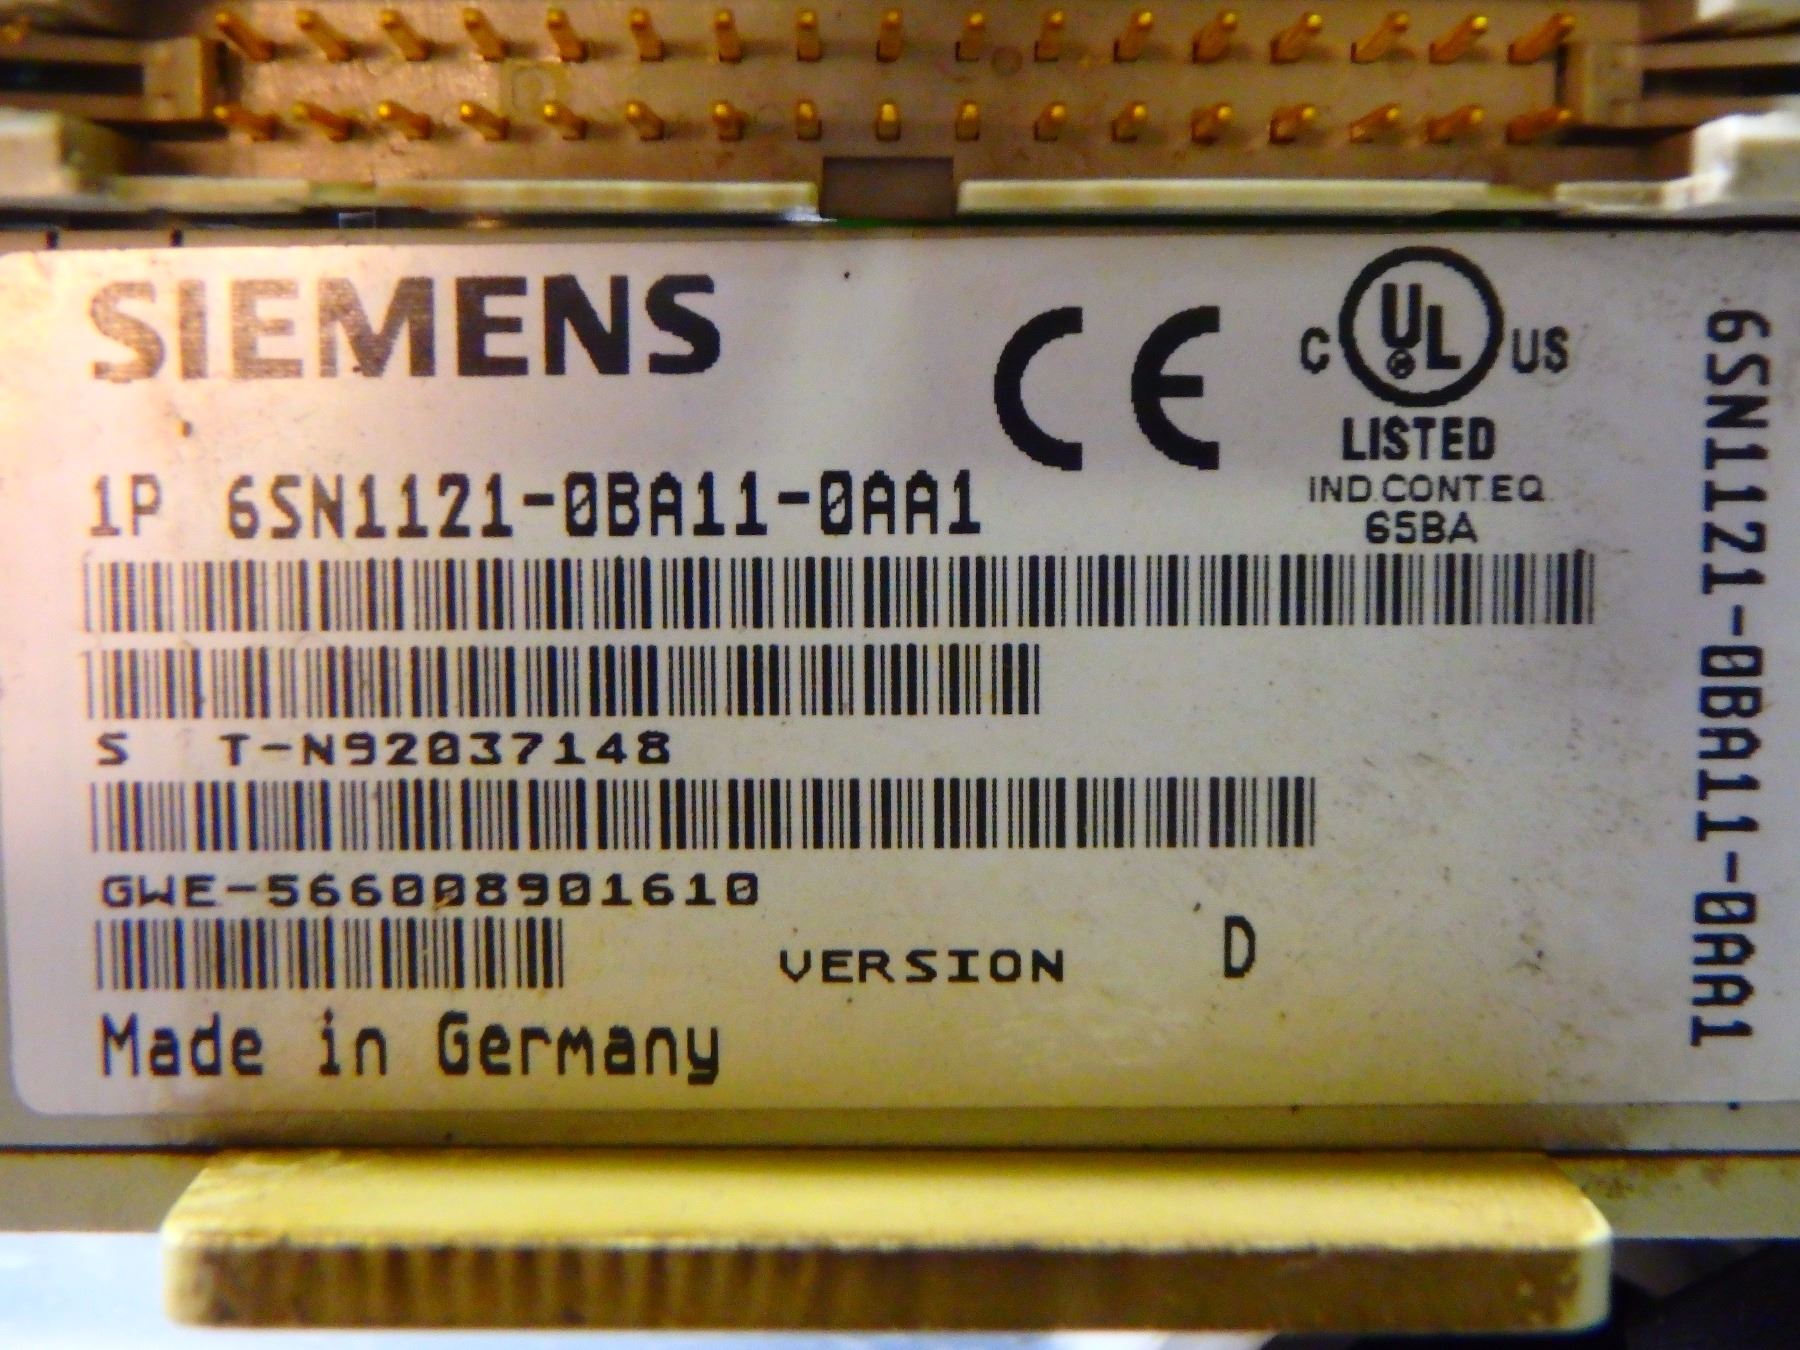 SIEMENS
CE
C UL US
LISTED
IND.CONT.EQ.
65BA
1P 6SN1121-0BA11-0AA1
S T-N92037148
GWE-566008901610
VERSION D
Made in Germany
6SN1121-0BA11-0AA1